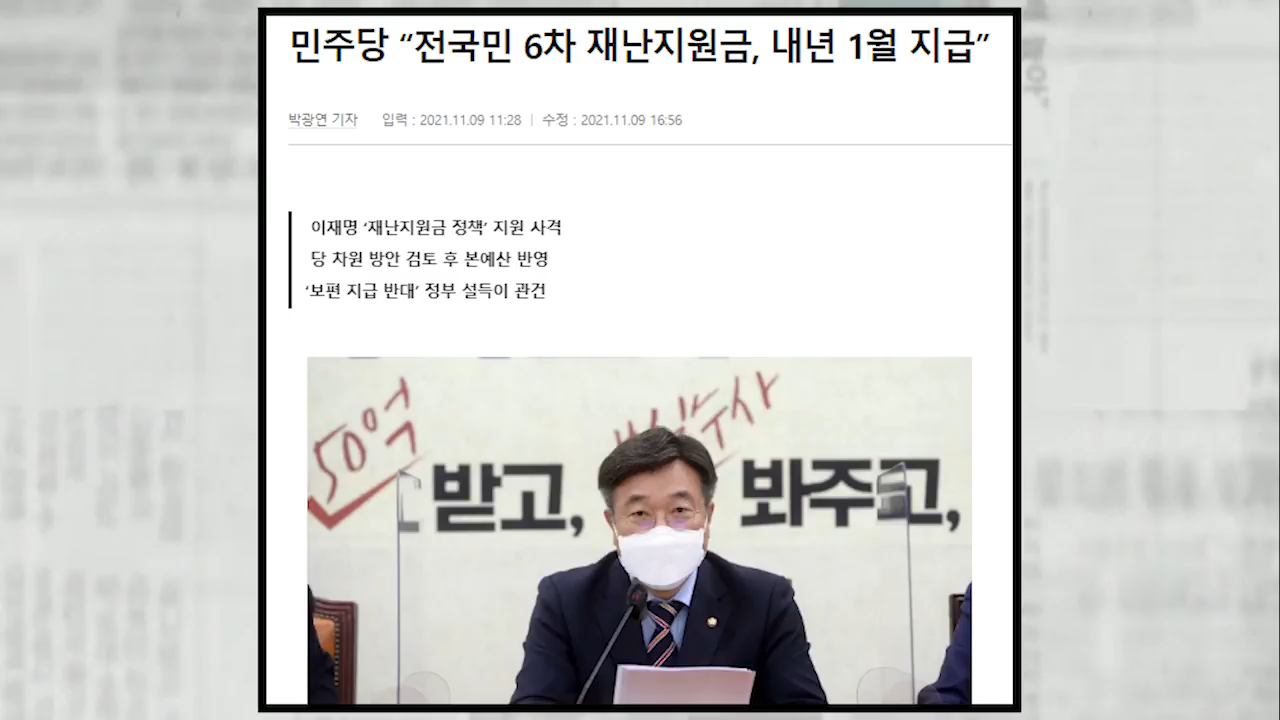 민주당 “전국민 6차 재난지원금, 내년 1월 지급”
박광연 기자 입력 : 2021.11.09 11:28 | 수정 : 2021.11.09 16:56
이재명 ‘재난지원금 정책’ 지원 사격
당 차원 방안 검토 후 본예산 반영
‘보편 지급 반대’ 정부 설득이 관건
50억
수사
받고,
봐주고,